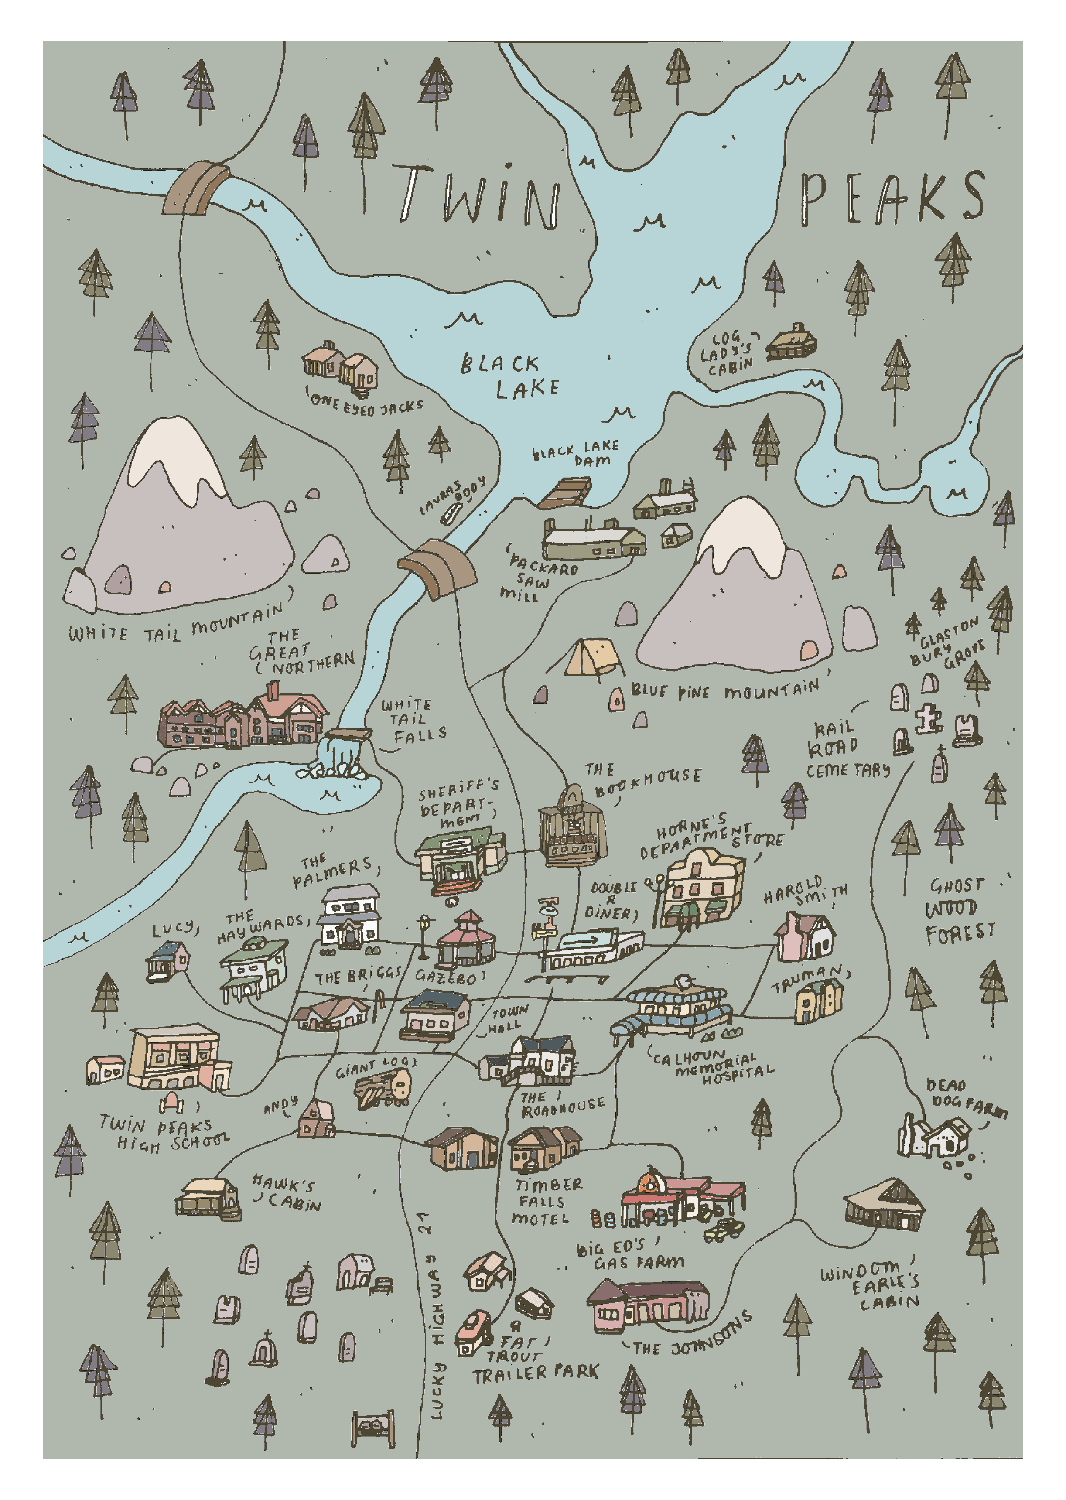 TWIN PEAKS
LOG
LADY'S
CABIN
BLACK
LAKE
ONE EYED JACKS
BLACK LAKE
DAM
LAURAS
BODY
PACKARD
SAW
MILL
WHITE TAIL MOUNTAIN
THE
GREAT
NORTHERN
GLASTON
BURY
GROVE
BLUE PINE MOUNTAIN
WHITE
TAIL
FALLS
RAIL
ROAD
CEMETARY
THE
BOOKHOUSE
SHERIFF'S
DEPART-
MENT
HORNE'S
DEPARTMENT
STORE
THE
PALMERS
DOUBLE
R
DINER
HAROLD
SMITH
GHOST
WOOD
FOREST
LUCY
THE
HAYWARDS
THE BRIGGS
GAZEBO
TRUMAN
TOWN
HALL
CALHOUN
MEMORIAL
HOSPITAL
GIANT LOG
THE
ROADHOUSE
ANDY
TWIN PEAKS
HIGH SCHOOL
DEAD
DOG FARM
HAWK'S
CABIN
TIMBER
FALLS
MOTEL
BIG ED'S
GAS FARM
WINDOM
EARLE'S
CABIN
LUCKY HIGHWAY 21
THE JOHNSONS
A
FAT
TROUT
TRAILER PARK